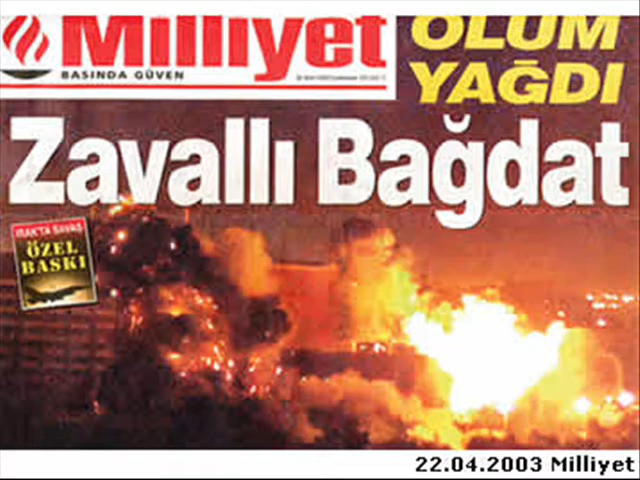 Milliyet
BASINDA GÜVEN
ÖLÜM
YAĞDI
Zavallı Bağdat
IRAK'TA SAVAŞ
ÖZEL
BASKI
22.04.2003 Milliyet